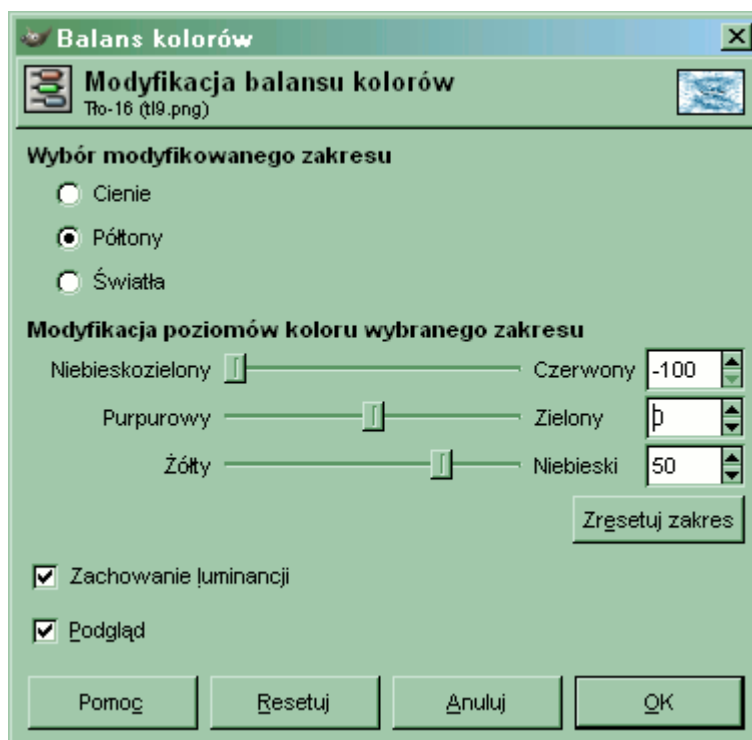 Balans kolorów
Modyfikacja balansu kolorów
Tło-16 (tl9.png)
Wybór modyfikowanego zakresu
Cienie
Półtony
Światła
Modyfikacja poziomów koloru wybranego zakresu
Niebieskozielony Czerwony -100
Purpurowy Zielony 0
Żółty Niebieski 50
Zresetuj zakres
Zachowanie luminancji
Podgląd
Pomoc Resetuj Anuluj OK